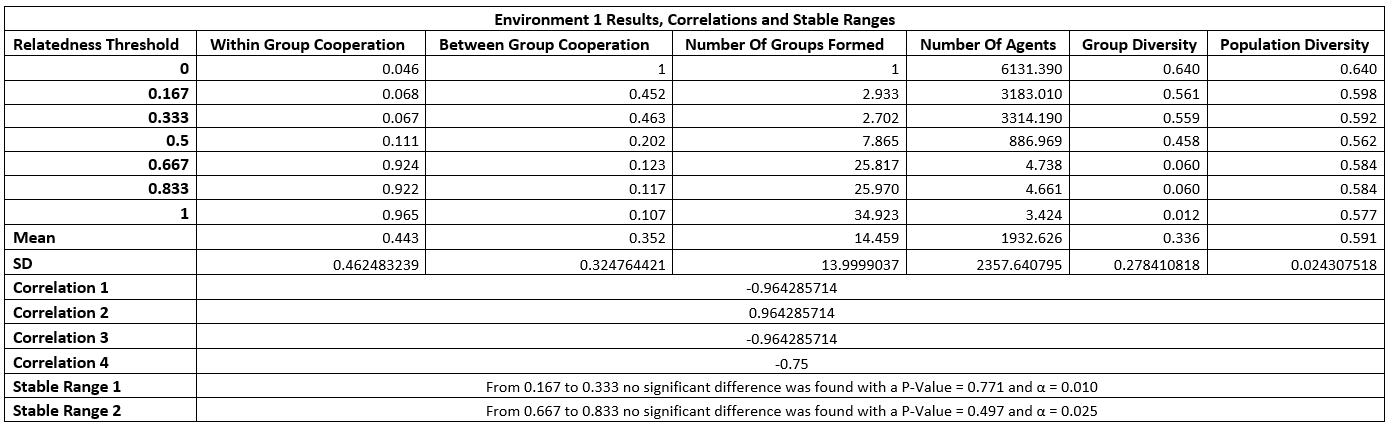 Environment 1 Results, Correlations and Stable Ranges
Relatedness Threshold Within Group Cooperation Between Group Cooperation Number Of Groups Formed Number Of Agents Group Diversity Population Diversity
0 0.046 1 1 6131.390 0.640 0.640
0.167 0.068 0.452 2.933 3183.010 0.561 0.598
0.333 0.067 0.463 2.702 3314.190 0.559 0.592
0.5 0.111 0.202 7.865 886.969 0.458 0.562
0.667 0.924 0.123 25.817 4.738 0.060 0.584
0.833 0.922 0.117 25.970 4.661 0.060 0.584
1 0.965 0.107 34.923 3.424 0.012 0.577
Mean 0.443 0.352 14.459 1932.626 0.336 0.591
SD 0.462483239 0.324764421 13.9999037 2357.640795 0.278410818 0.024307518
Correlation 1 -0.964285714
Correlation 2 0.964285714
Correlation 3 -0.964285714
Correlation 4 -0.75
Stable Range 1 From 0.167 to 0.333 no significant difference was found with a P-Value = 0.771 and α = 0.010
Stable Range 2 From 0.667 to 0.833 no significant difference was found with a P-Value = 0.497 and α = 0.025